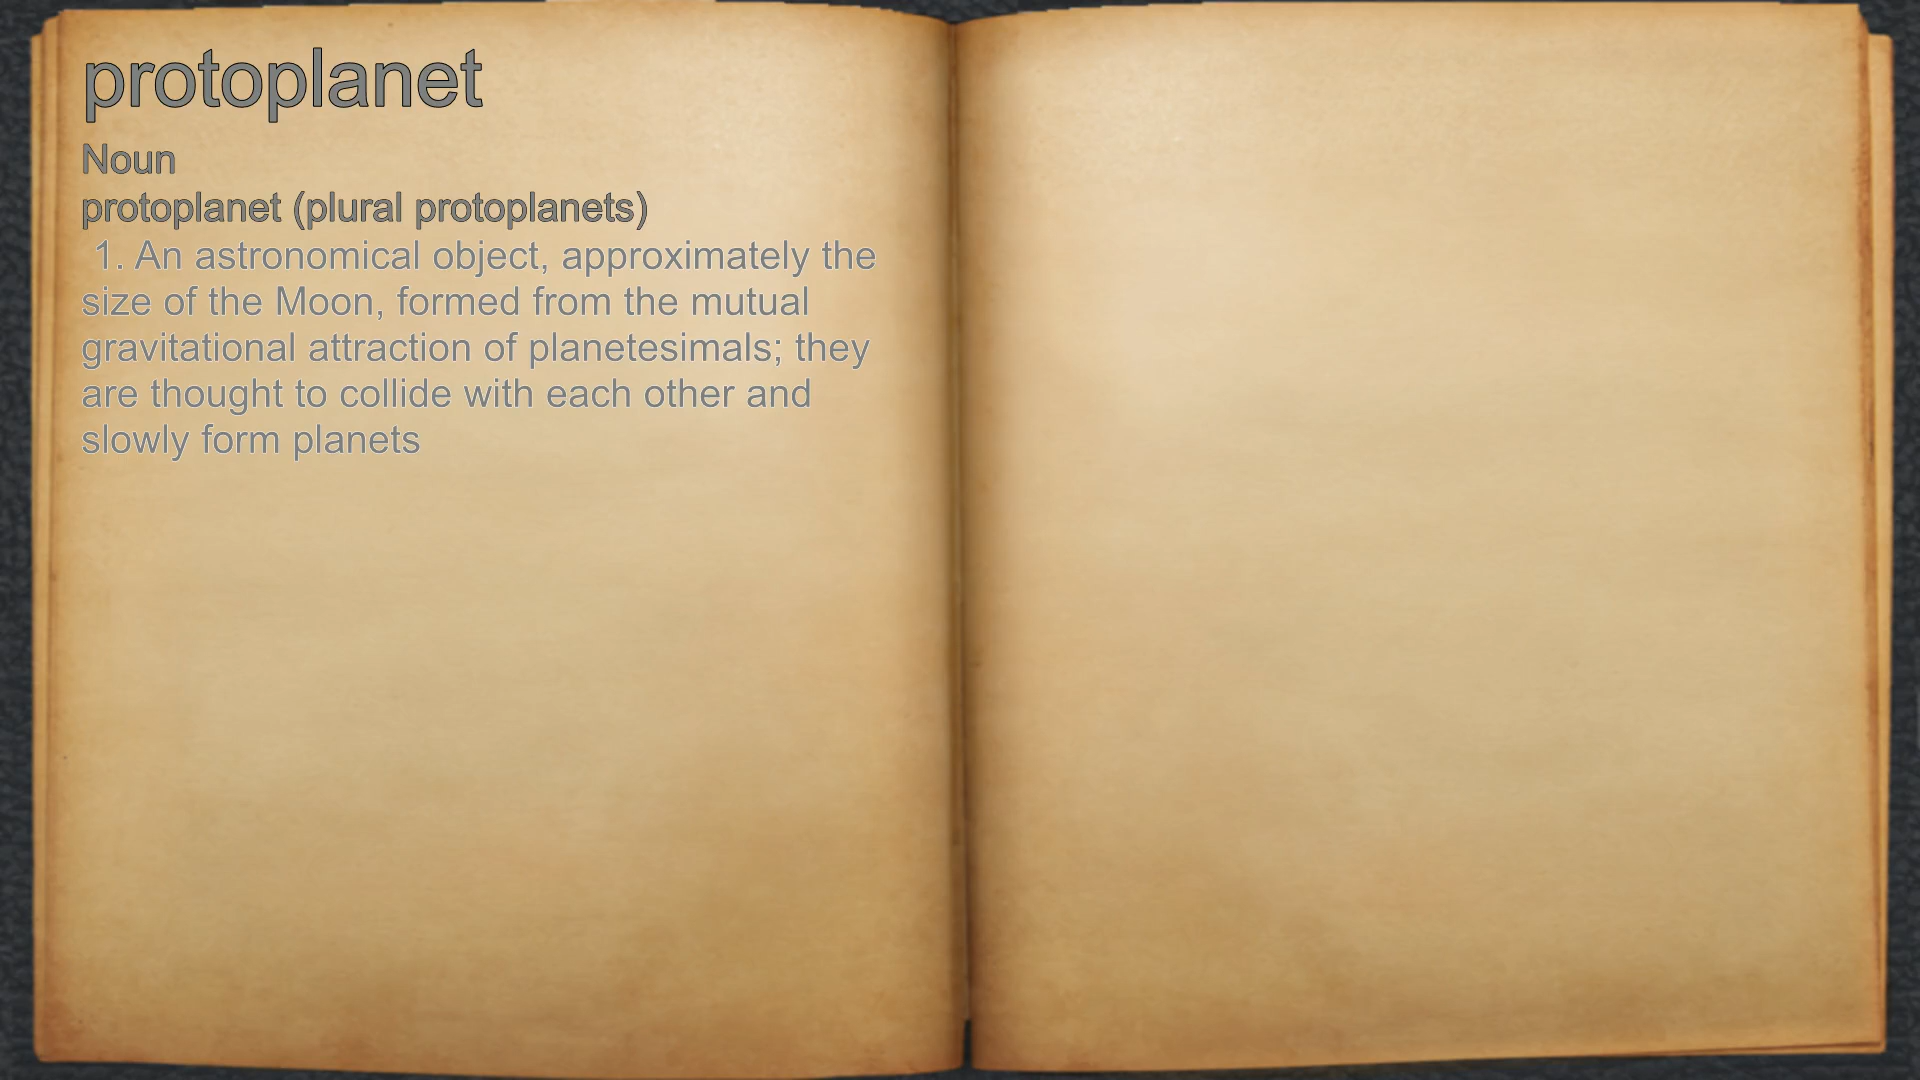 protoplanet
Noun
protoplanet (plural protoplanets)
1. An astronomical object, approximately the
size of the Moon, formed from the mutual
gravitational attraction of planetesimals; they
are thought to collide with each other and
slowly form planets